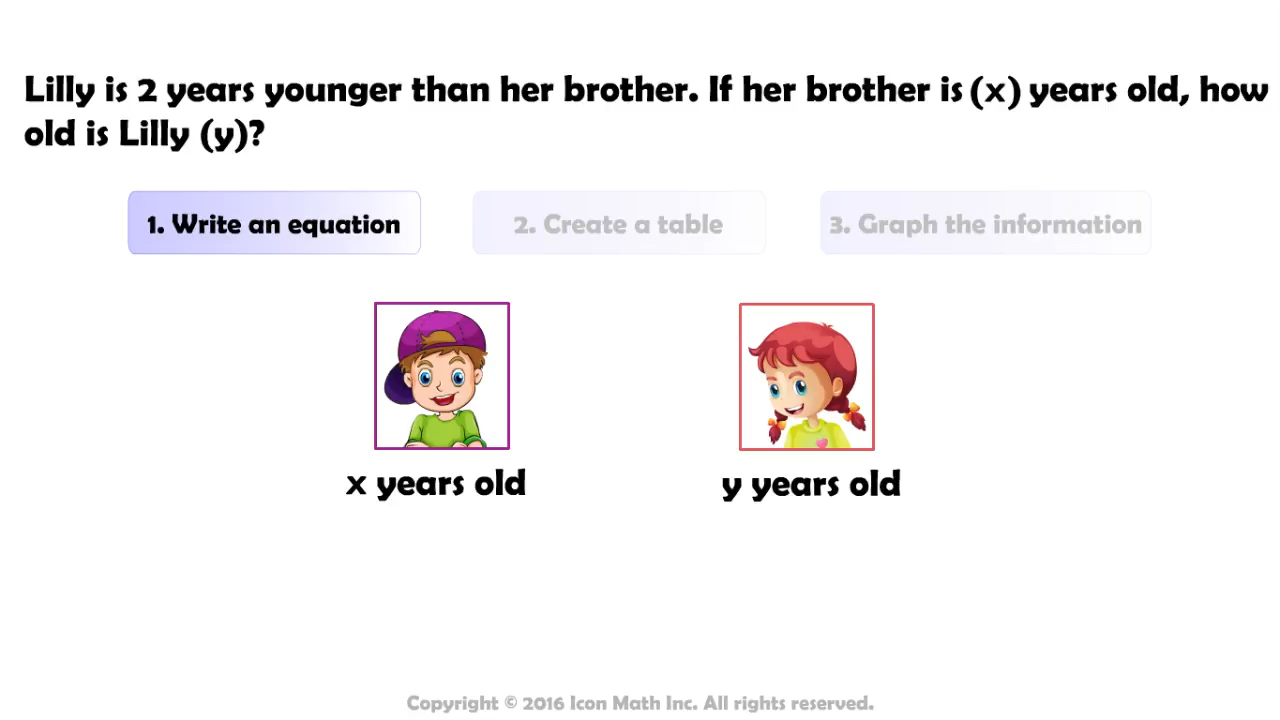 Lilly is 2 years younger than her brother. If her brother is (x) years old, how
old is Lilly (y)?
1. Write an equation
2. Create a table
3. Graph the information
x years old
y years old
Copyright © 2016 Icon Math Inc. All rights reserved.